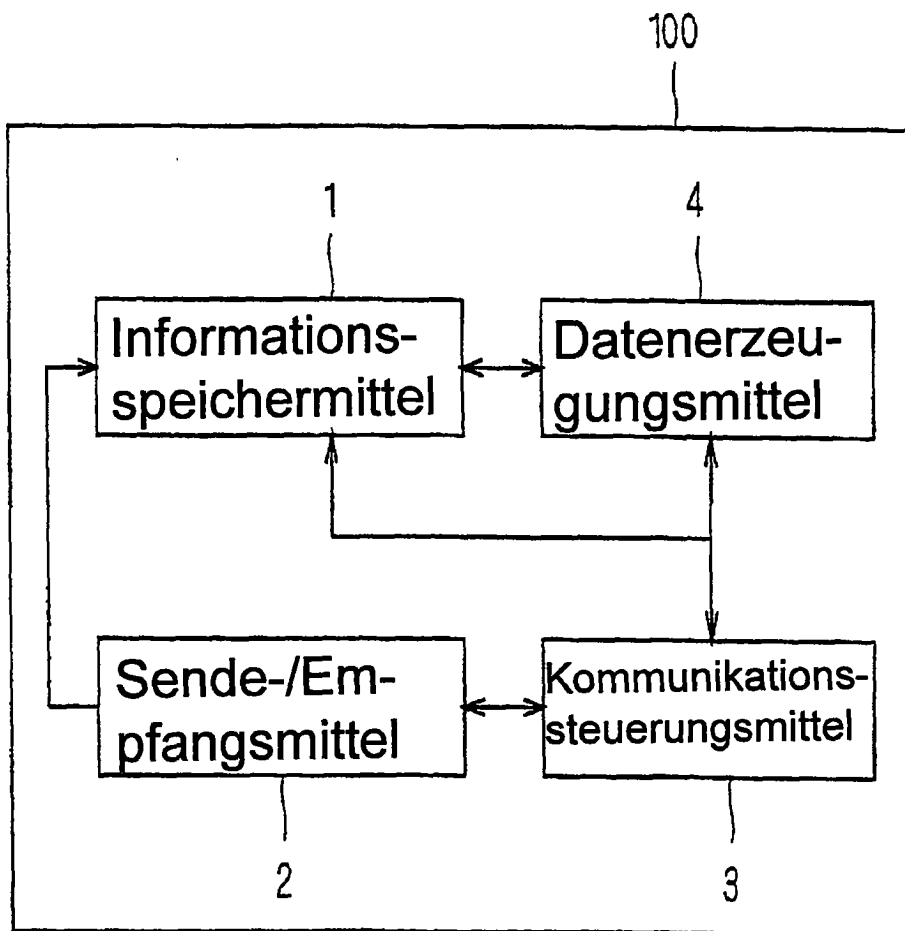 100
1
4
Informations-
speichermittel
Datenerzeu-
gungsmittel
Sende-/Em-
pfangsmittel
Kommunikations-
steuerungsmittel
2
3